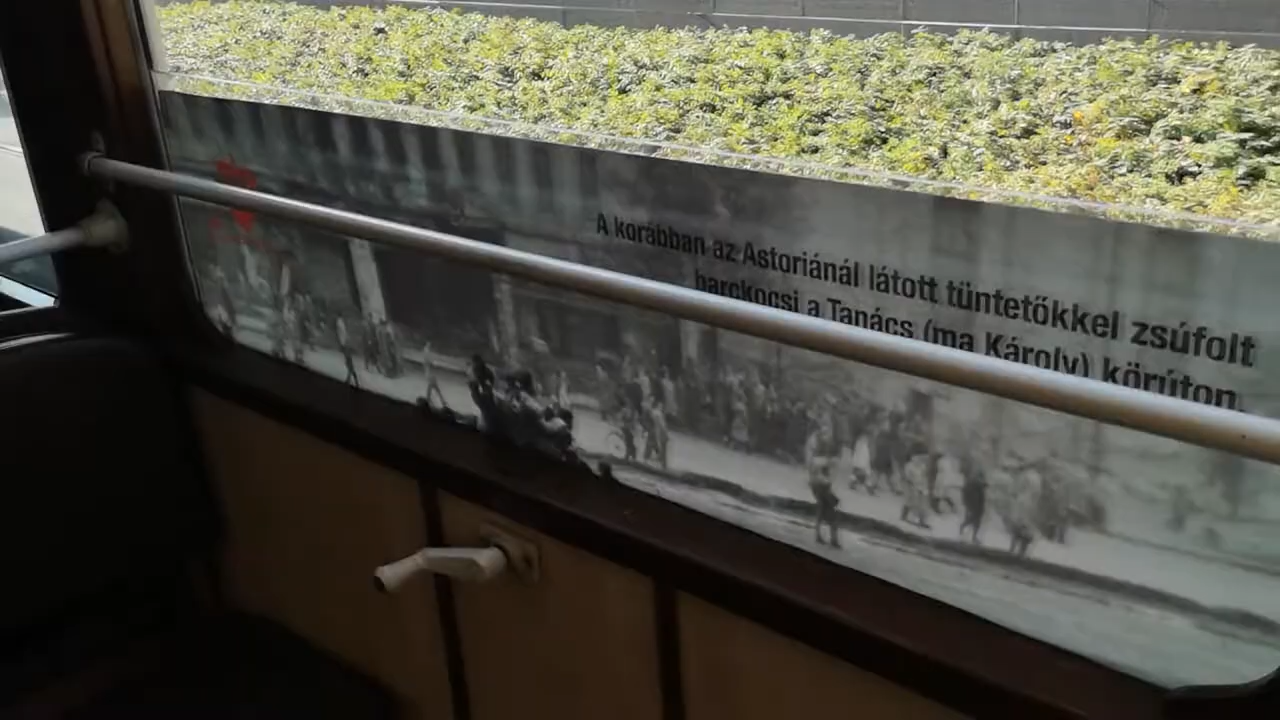 A korábban az Astoriánál látott tüntetőkkel zsúfolt
harckocsi a Tanács (ma Károly) körúton.